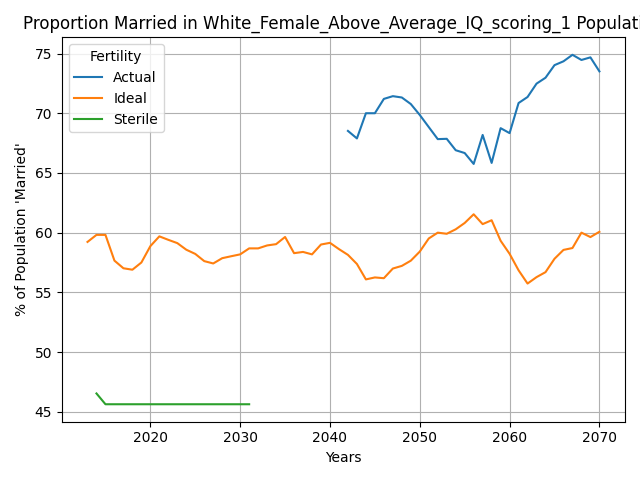 Proportion Married in White_Female_Above_Average_IQ_scoring_1 Populati
Fertility
Actual
Ideal
Sterile
% of Population 'Married'
75
70
65
60
55
50
45
2020 2030 2040 2050 2060 2070
Years